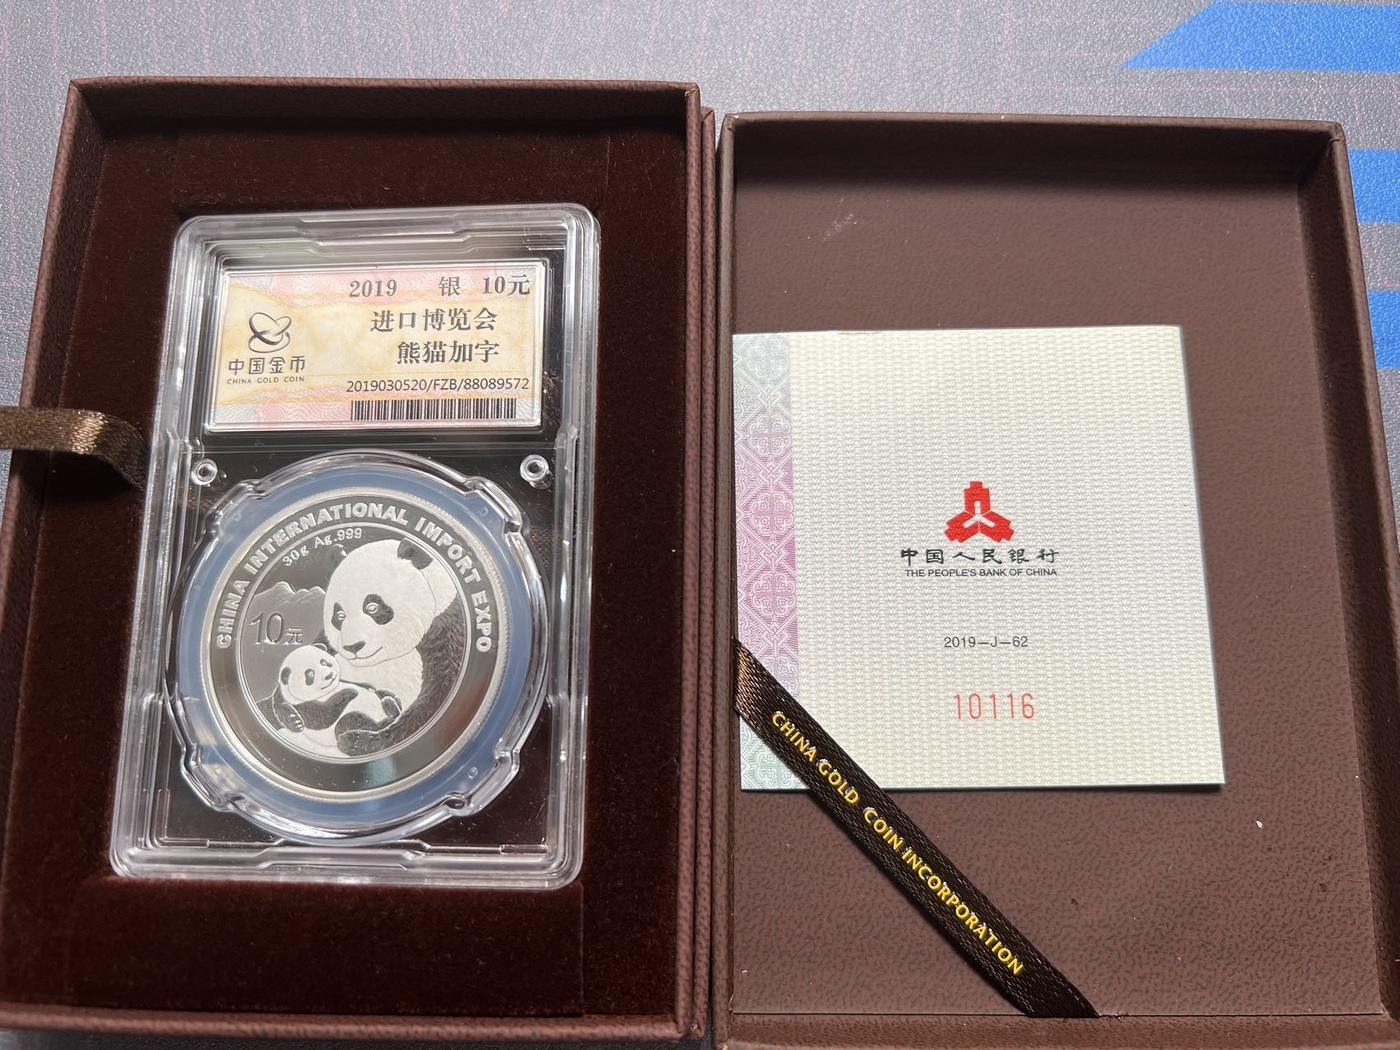 2019 银 10元
进口博览会
熊猫加字
中国金币
CHINA GOLD COIN
2019030520/FZB/88089572
CHINA INTERNATIONAL IMPORT EXPO
30g Ag.999
10元
中国人民银行
THE PEOPLE'S BANK OF CHINA
2019-J-62
10116
CHINA GOLD COIN INCORPORATION